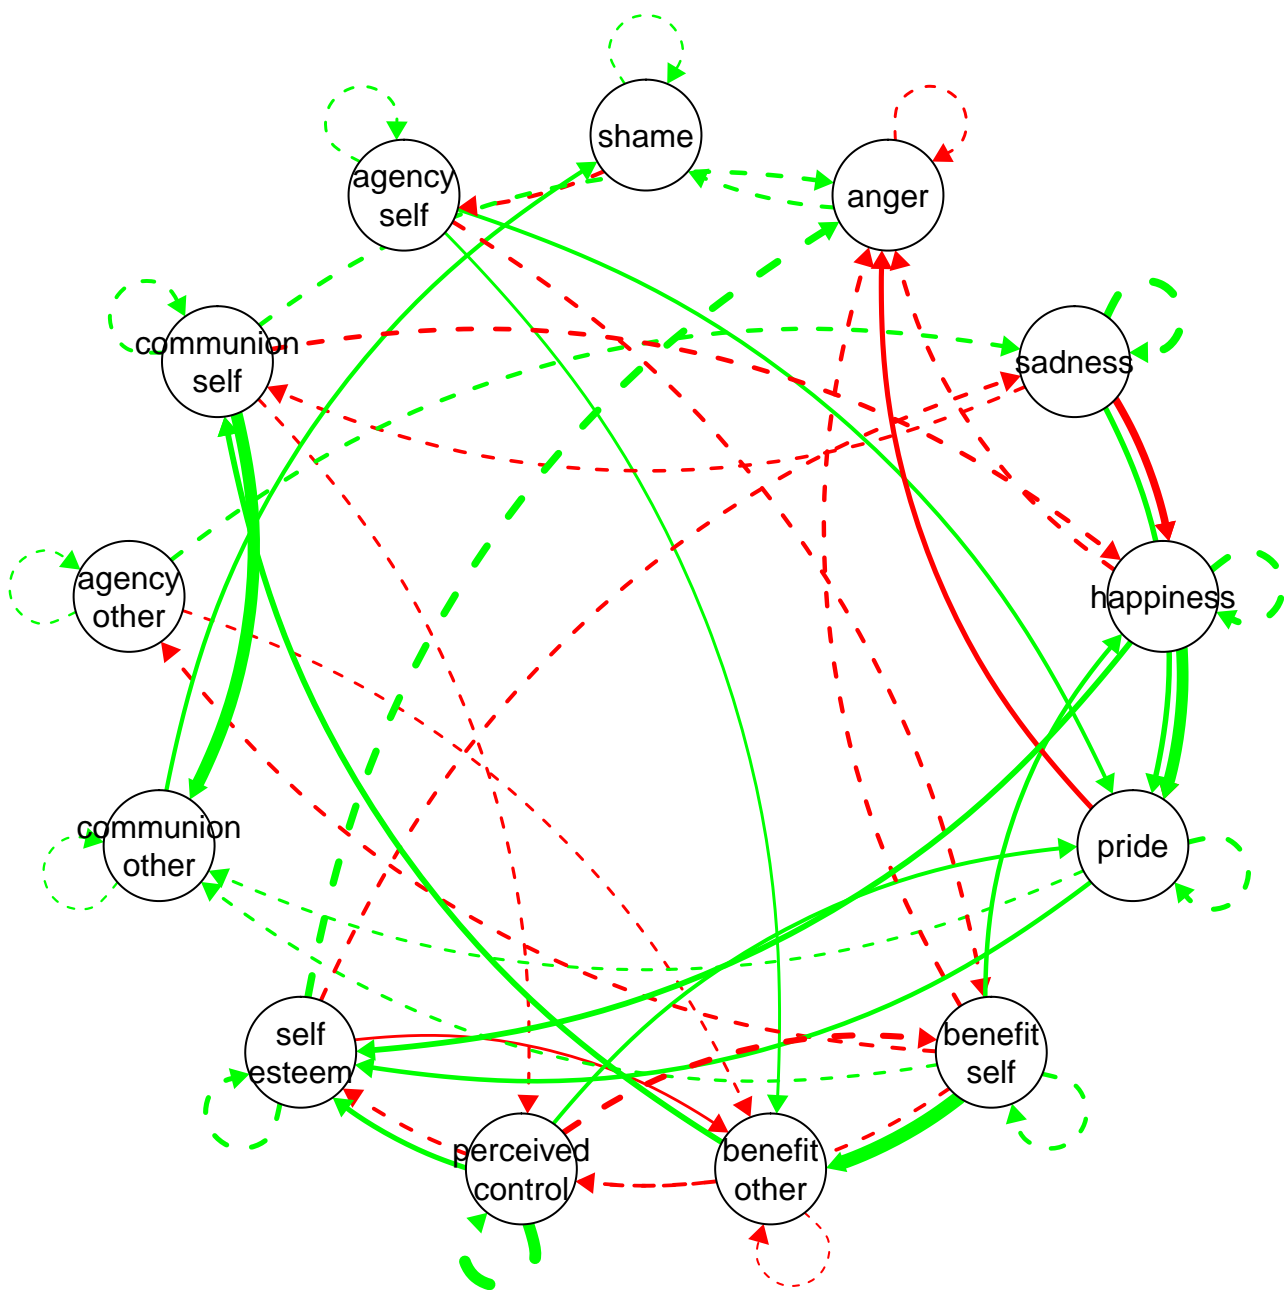 shame
agency
self
anger
communion
self
sadness
agency
other
happiness
communion
other
pride
self
esteem
benefit
self
perceived
control
benefit
other